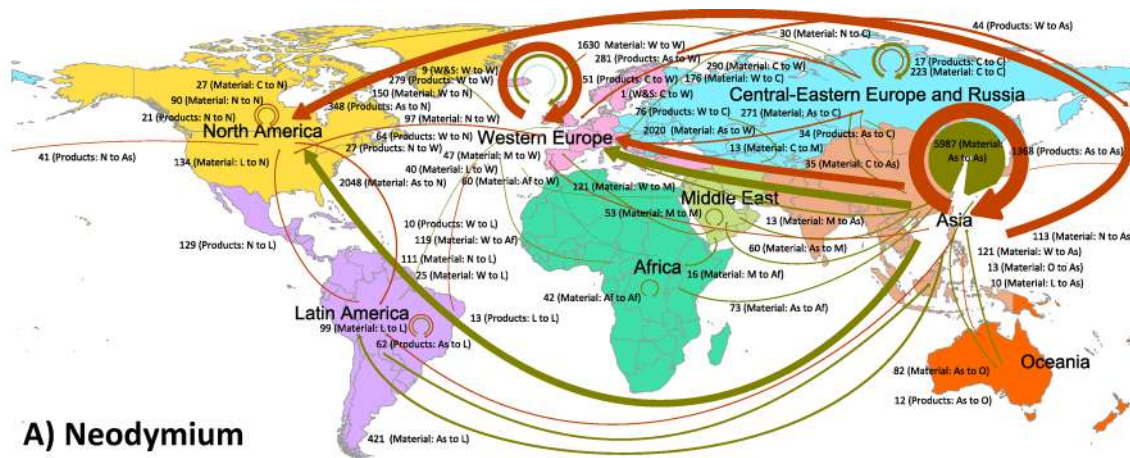 44 (Products: W to As)
30 (Material: N to C)
1630 Material: W to W)
281 (Products: As to W)
9 (W&S: W to W)
290 (Material: C to W)
17 (Products: C to C)
27 (Material: C to N)
279 (Products: W to W)
51 (Products: C to W)
176 (Material: W to C)
223 (Material: C to C)
90 (Material: N to N)
150 (Material: W to N)
1 (W&S: C to W)
Central-Eastern Europe and Russia
348 (Products: As to N)
21 (Products: N to N)
97 (Material: N to W)
76 (Products: W to C)
271 (Material: As to C)
North America
64 (Products: W to N)
Western Europe
2020 (Material: As to W)
34 (Products: As to C)
5987 (Material: As to As)
27 (Products: N to W)
13 (Material: C to M)
1368 (Products: As to As)
41 (Products: N to As)
134 (Material: L to N)
47 (Material: M to W)
35 (Material: C to As)
40 (Material: L to W)
2048 (Material: As to N)
60 (Material: Af to W)
121 (Material: W to M)
Middle East
53 (Material: M to M)
13 (Material: M to As)
Asia
10 (Products: W to L)
113 (Material: N to As)
129 (Products: N to L)
119 (Material: W to Af)
60 (Material: As to M)
121 (Material: W to As)
111 (Material: N to L)
Africa
13 (Material: O to As)
25 (Material: W to L)
16 (Material: M to Af)
10 (Material: L to As)
42 (Material: Af to Af)
73 (Material: As to Af)
Latin America
13 (Products: L to L)
99 (Material: L to L)
62 (Products: As to L)
Oceania
82 (Material: As to O)
12 (Products: As to O)
A) Neodymium
421 (Material: As to L)